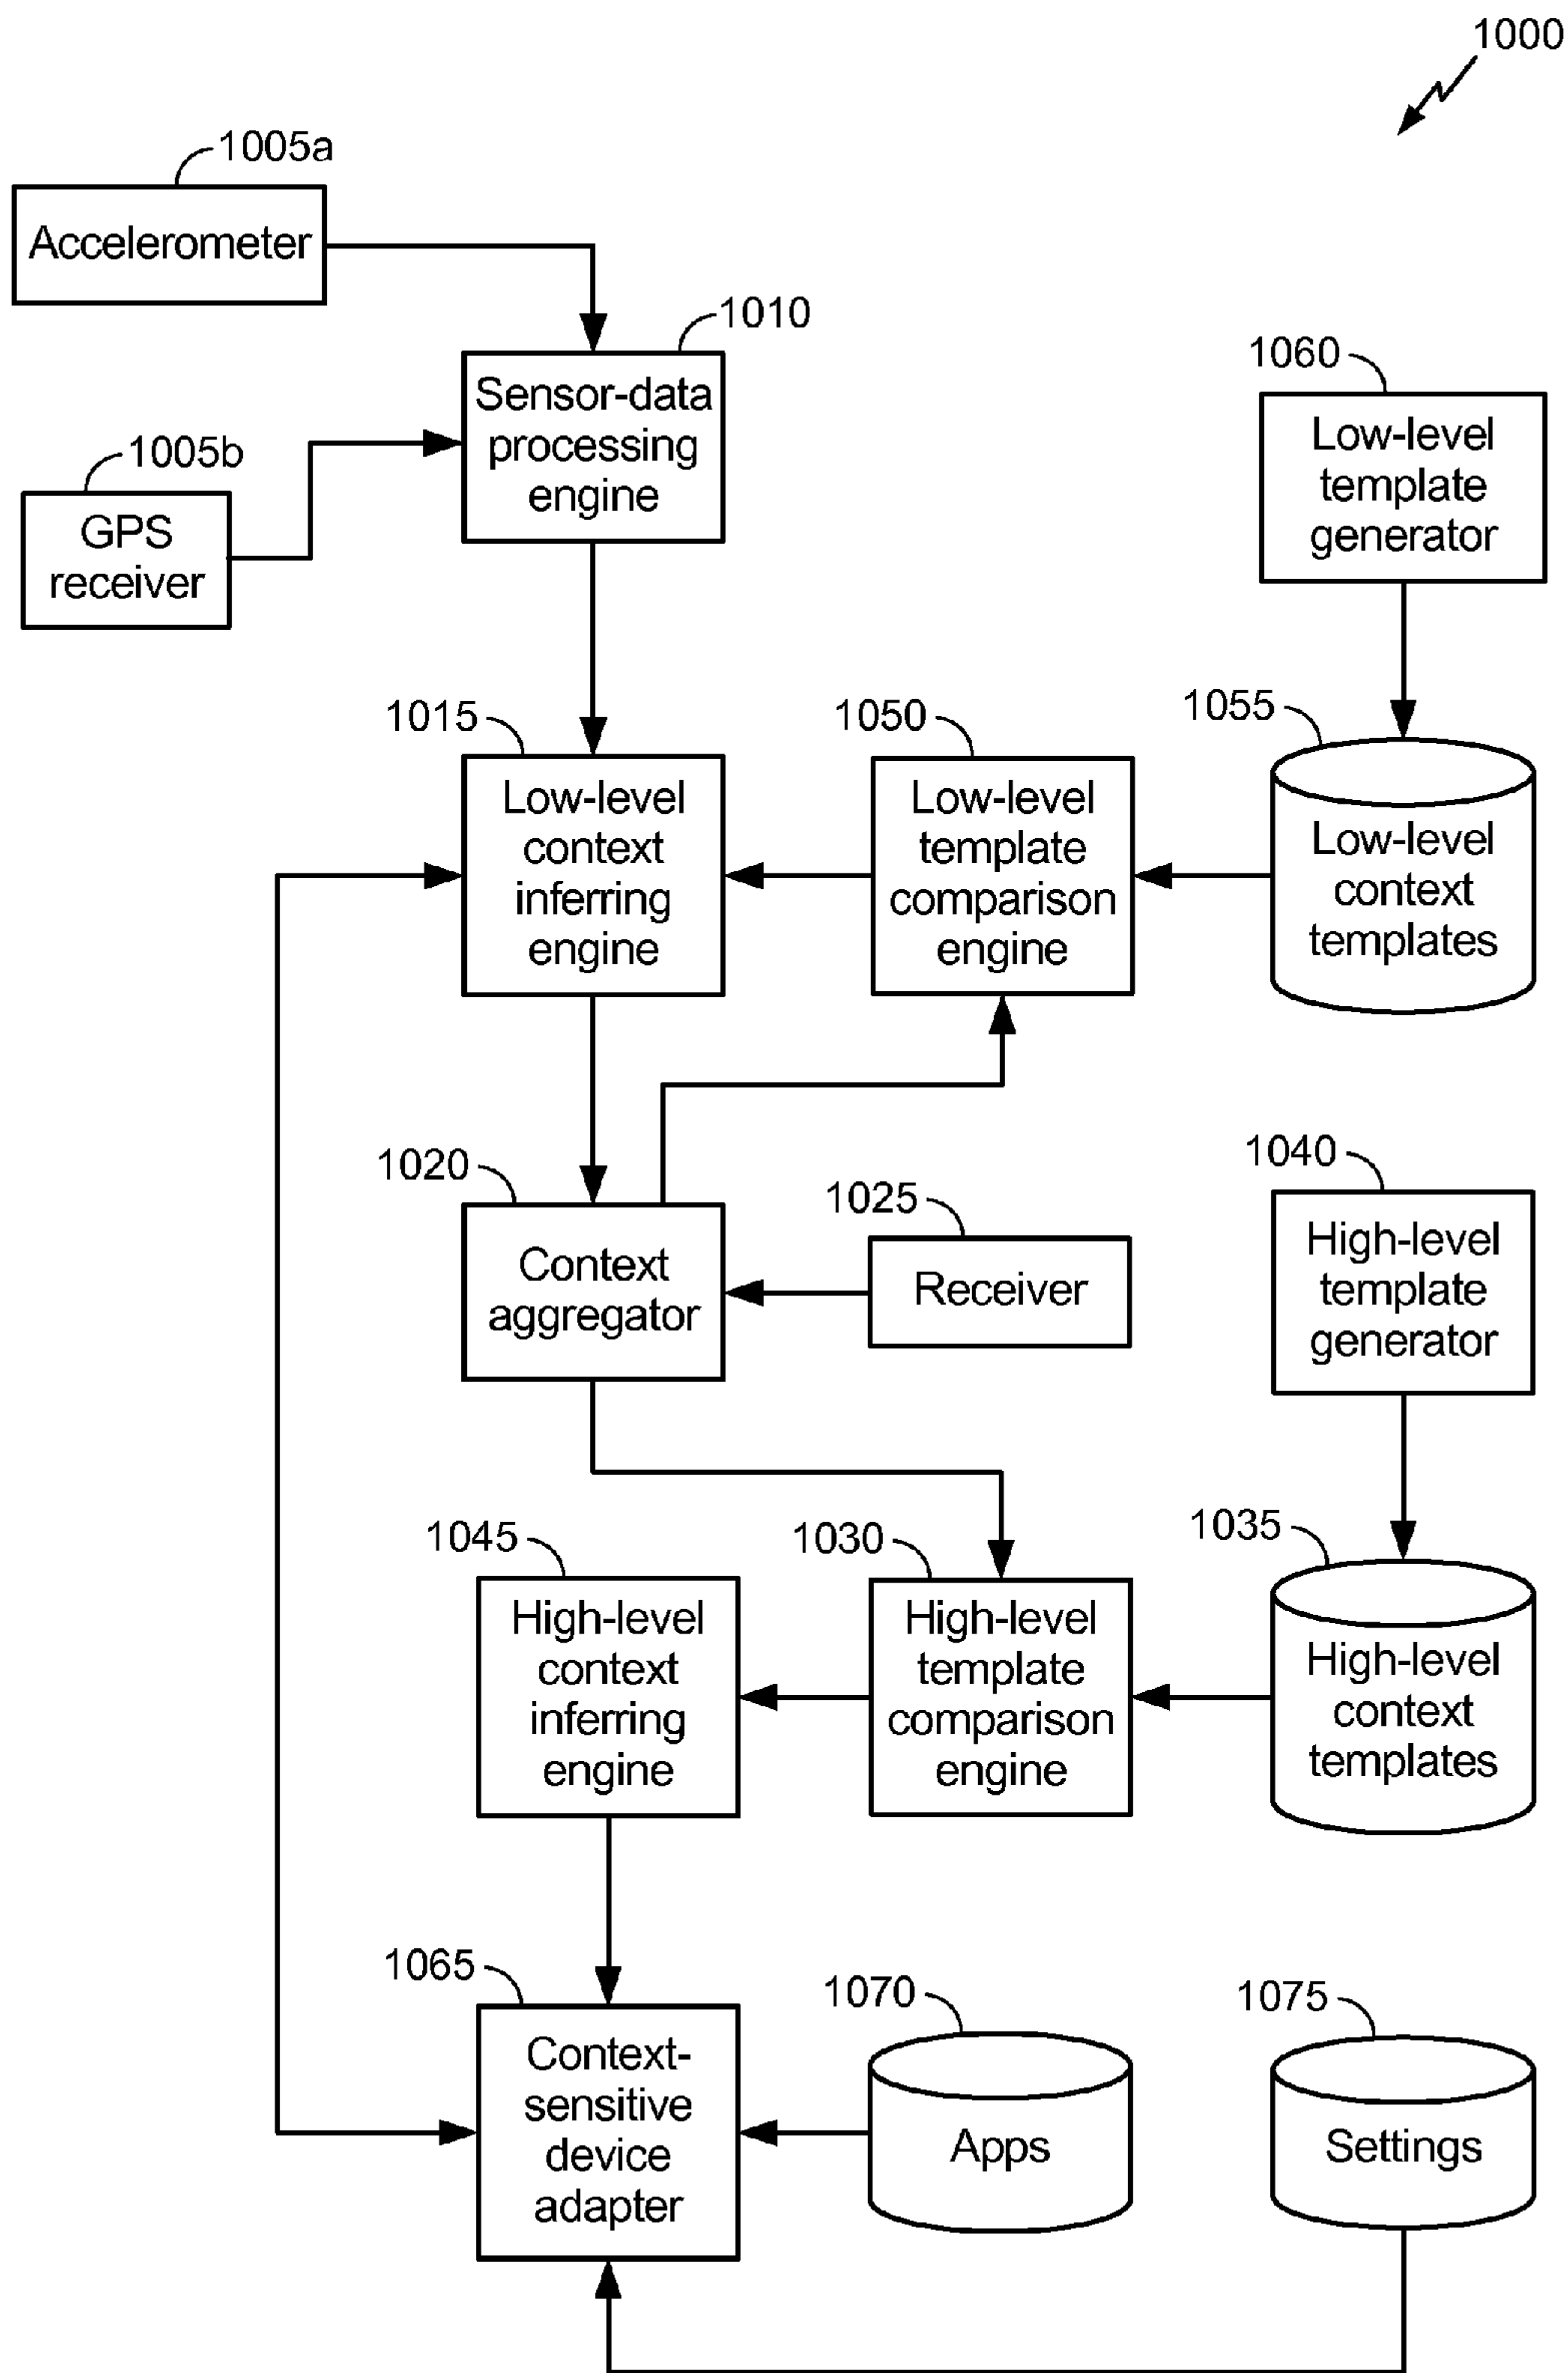 1000
1005a
Accelerometer
1010
Sensor-data
processing
engine
1005b
GPS
receiver
1060
Low-level
template
generator
1015
Low-level
context
inferring
engine
1050
Low-level
template
comparison
engine
1055
Low-level
context
templates
1020
Context
aggregator
1025
Receiver
1040
High-level
template
generator
1045
High-level
context
inferring
engine
1030
High-level
template
comparison
engine
1035
High-level
context
templates
1065
Context-
sensitive
device
adapter
1070
Apps
1075
Settings